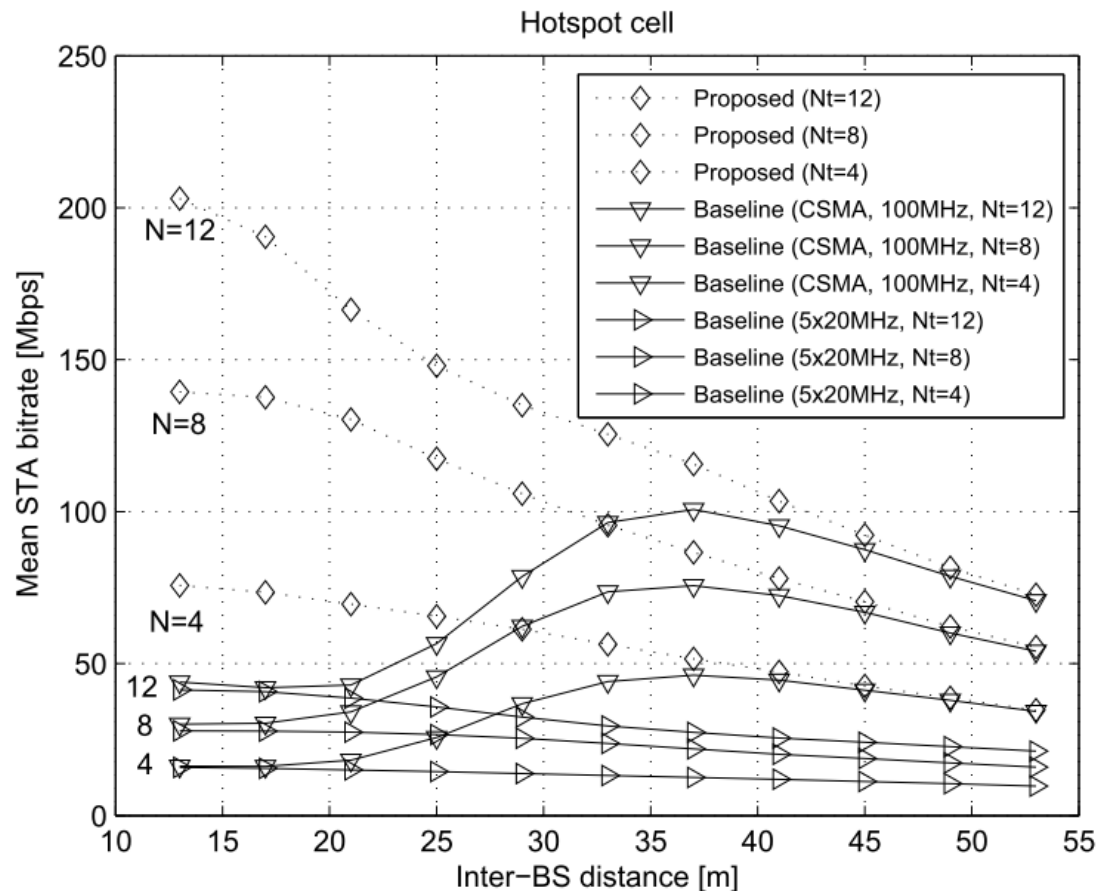 Hotspot cell
250
200
150
100
50
0
Mean STA bitrate [Mbps]
Proposed (Nt=12)
Proposed (Nt=8)
Proposed (Nt=4)
Baseline (CSMA, 100MHz, Nt=12)
Baseline (CSMA, 100MHz, Nt=8)
Baseline (CSMA, 100MHz, Nt=4)
Baseline (5x20MHz, Nt=12)
Baseline (5x20MHz, Nt=8)
Baseline (5x20MHz, Nt=4)
N=12
N=8
N=4
12
8
4
10 15 20 25 30 35 40 45 50 55
Inter−BS distance [m]